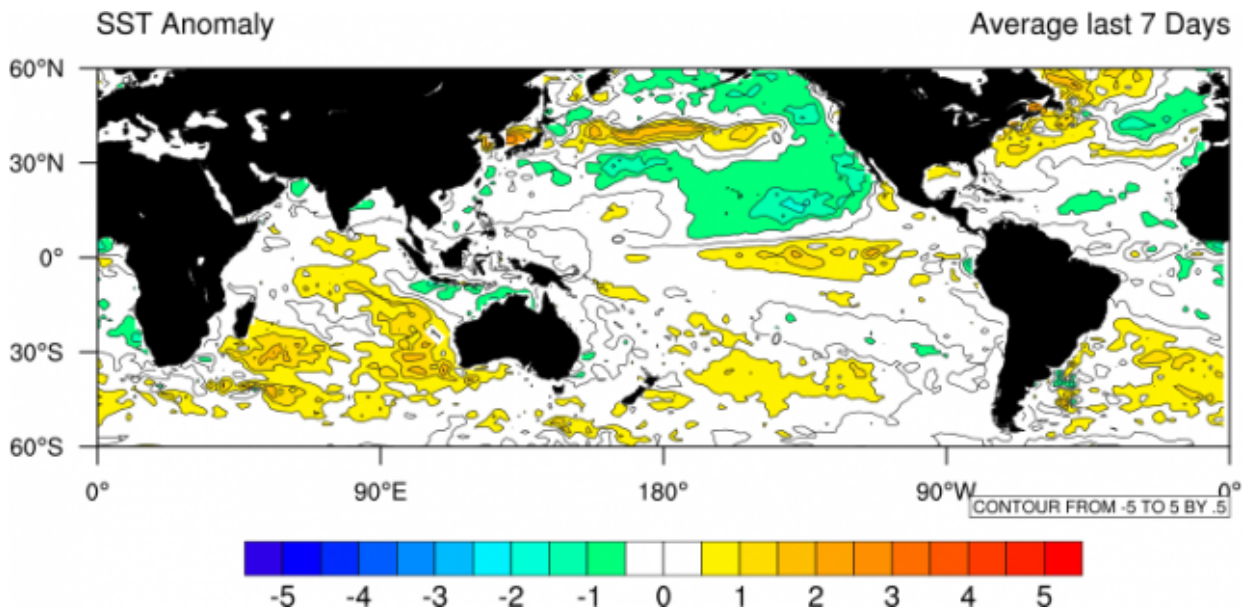 SST Anomaly
Average last 7 Days
60°N
30°N
0°
30°S
60°S
0° 90°E 180° 90°W 0°
CONTOUR FROM -5 TO 5 BY .5
-5 -4 -3 -2 -1 0 1 2 3 4 5